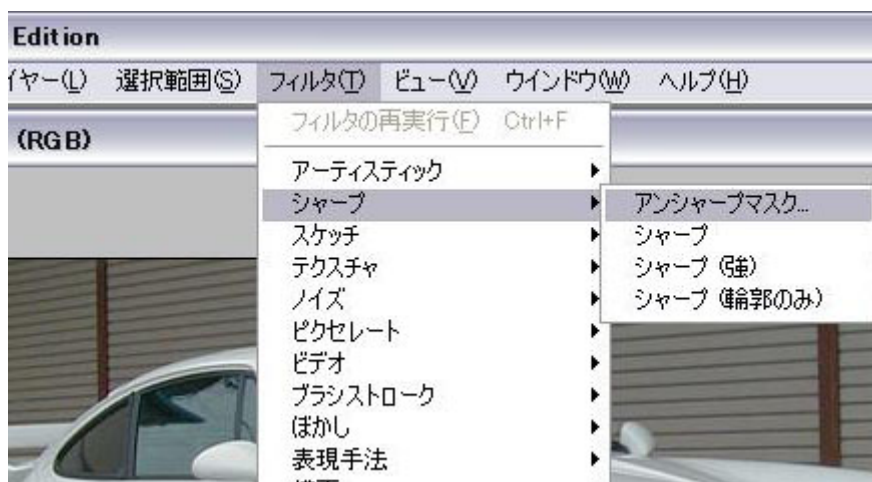 Edition
イヤー(L) 選択範囲(S) フィルタ(T) ビュー(V) ウインドウ(W) ヘルプ(H)
(RGB)
フィルタの再実行(F) Ctrl+F
アーティスティック
シャープ
スケッチ
テクスチャ
ノイズ
ピクセレート
ビデオ
ブラシストローク
ぼかし
表現手法
アンシャープマスク...
シャープ
シャープ (強)
シャープ (輪郭のみ)